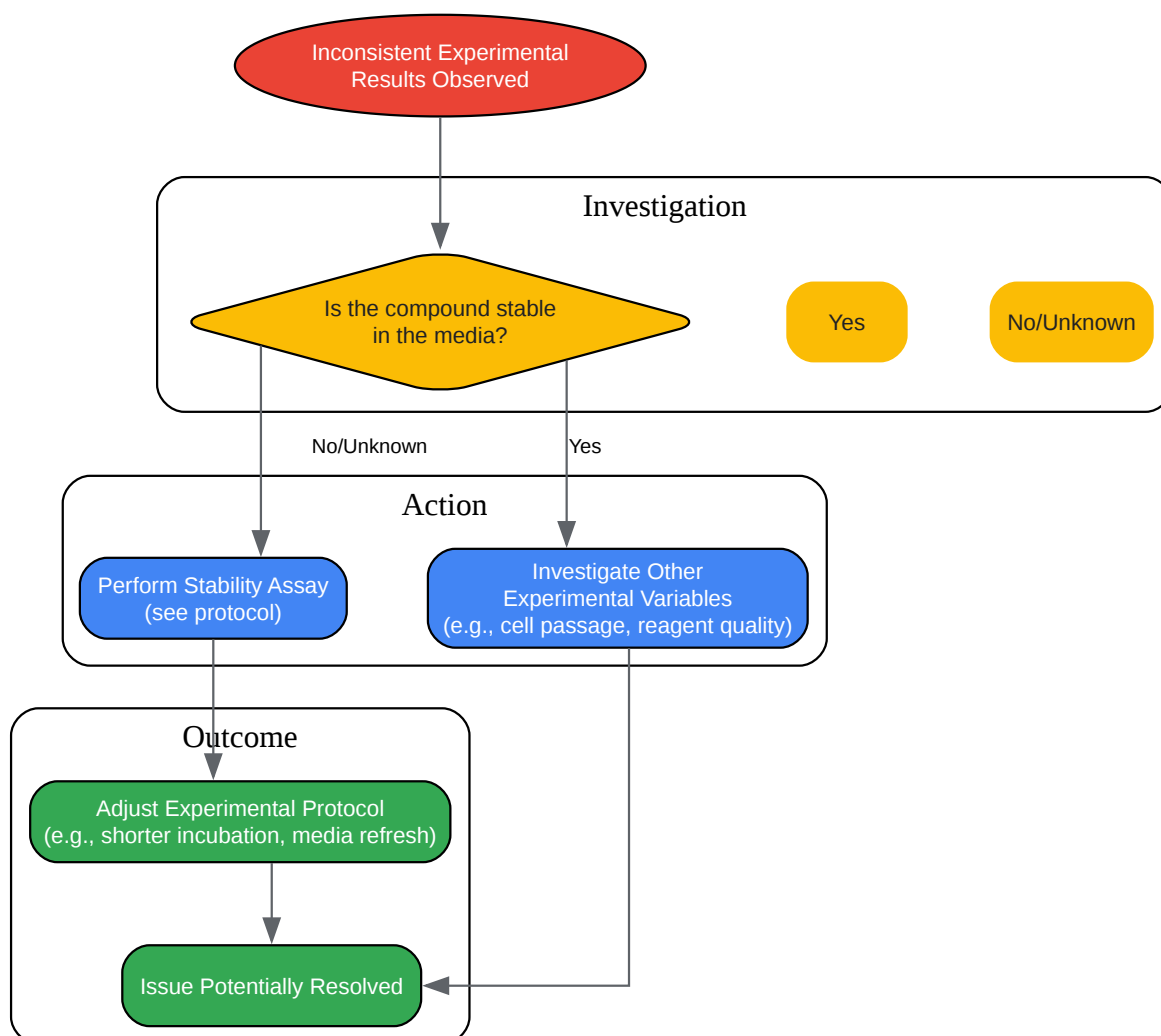 Inconsistent Experimental
Results Observed
Investigation
Is the compound stable
in the media?
Yes
No/Unknown
No/Unknown
Yes
Action
Perform Stability Assay
(see protocol)
Investigate Other
Experimental Variables
(e.g., cell passage, reagent quality)
Outcome
Adjust Experimental Protocol
(e.g., shorter incubation, media refresh)
Issue Potentially Resolved